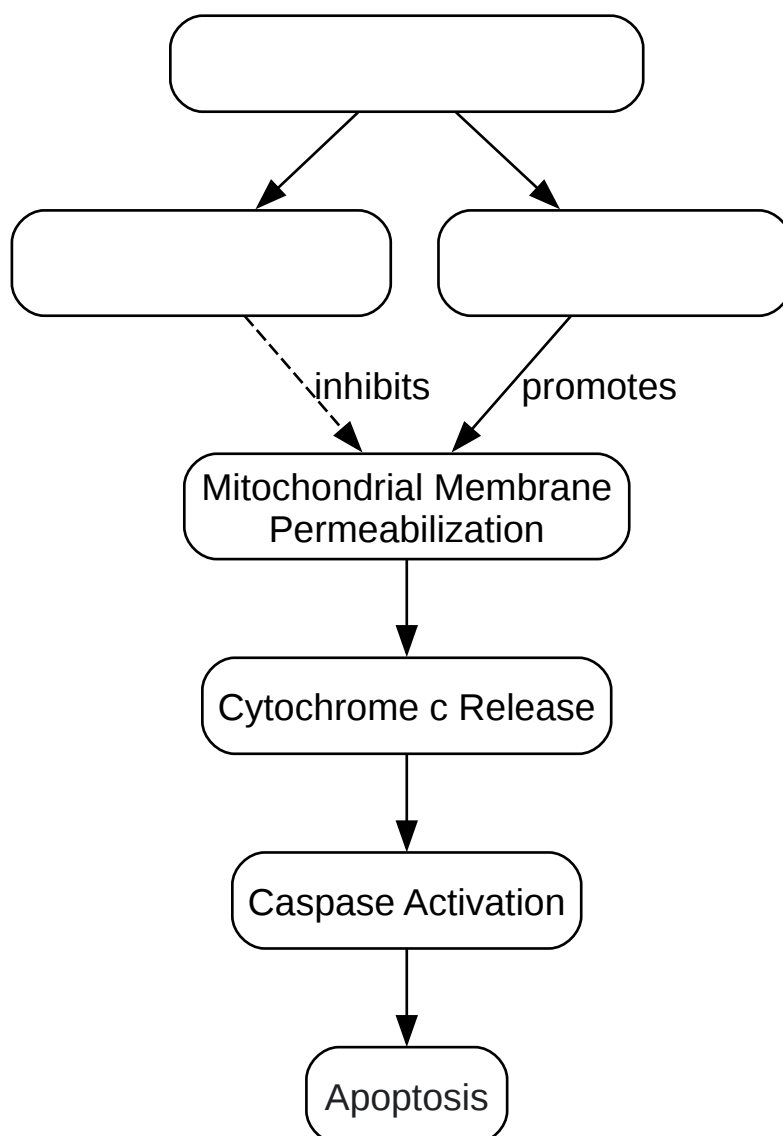 inhibits
promotes
Mitochondrial Membrane
Permeabilization
Cytochrome c Release
Caspase Activation
Apoptosis